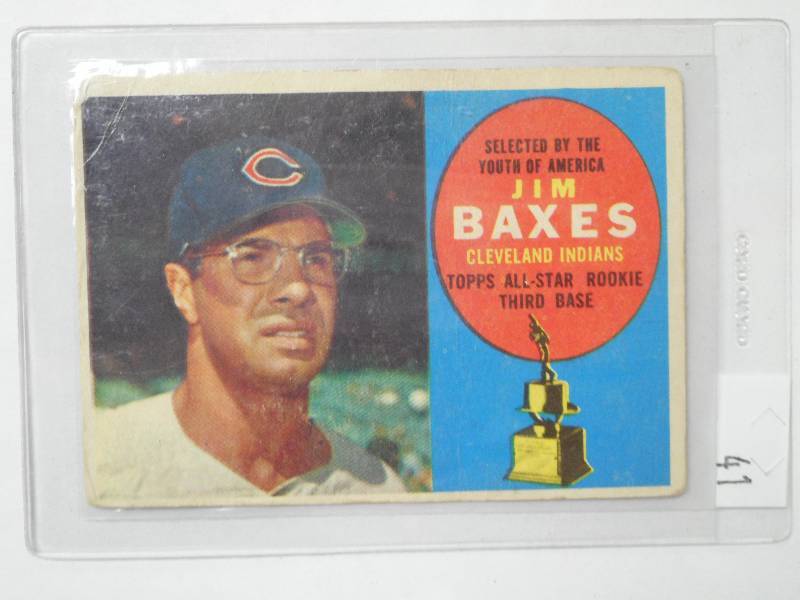 SELECTED BY THE
YOUTH OF AMERICA
JIM
BAXES
CLEVELAND INDIANS
TOPPS ALL-STAR ROOKIE
THIRD BASE
C
41